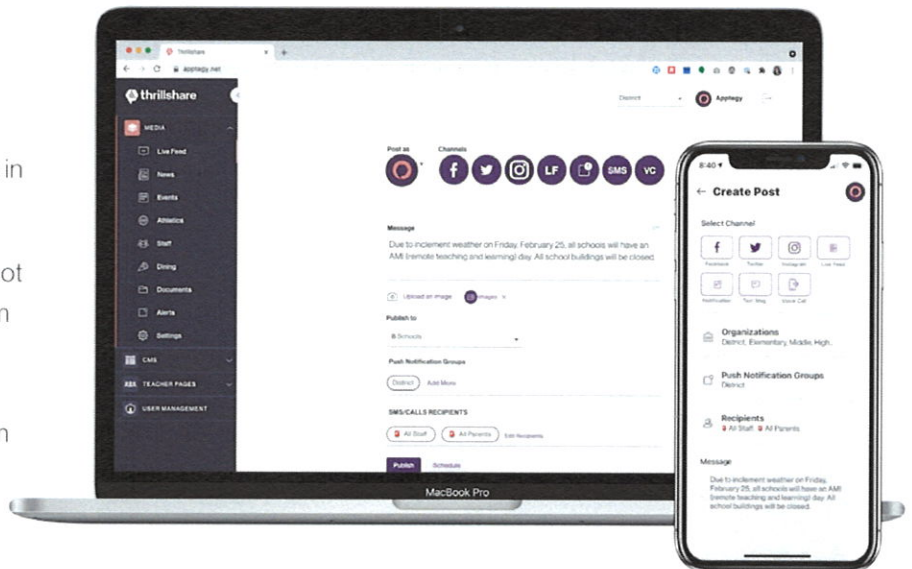 in
ot
n
n
Thrillshare
apptegy.net
thrillshare
MEDIA
Live Feed
News
Events
Athletics
Staff
Dining
Documents
Alerts
Settings
CMS
TEACHER PAGES
USER MANAGEMENT
District
Apptegy
Post as
Channels
LF
SMS
VC
Message
Due to inclement weather on Friday, February 25, all schools will have an
AMI (remote teaching and learning) day. All school buildings will be closed.
Upload an image
images
Publish to
8 Schools
Push Notification Groups
District
Add More
SMS/CALLS RECIPIENTS
All Staff
All Parents
Edit Recipients
Publish
Schedule
MacBook Pro
8:40
Create Post
Select Channel
Facebook
Twitter
Instagram
Live Feed
Notification
Text Msg
Voice Call
Organizations
District, Elementary, Middle, High..
Push Notification Groups
District
Recipients
All Staff
All Parents
Message
Due to inclement weather on Friday,
February 25, all schools will have an AMI
(remote teaching and learning) day. All
school buildings will be closed.